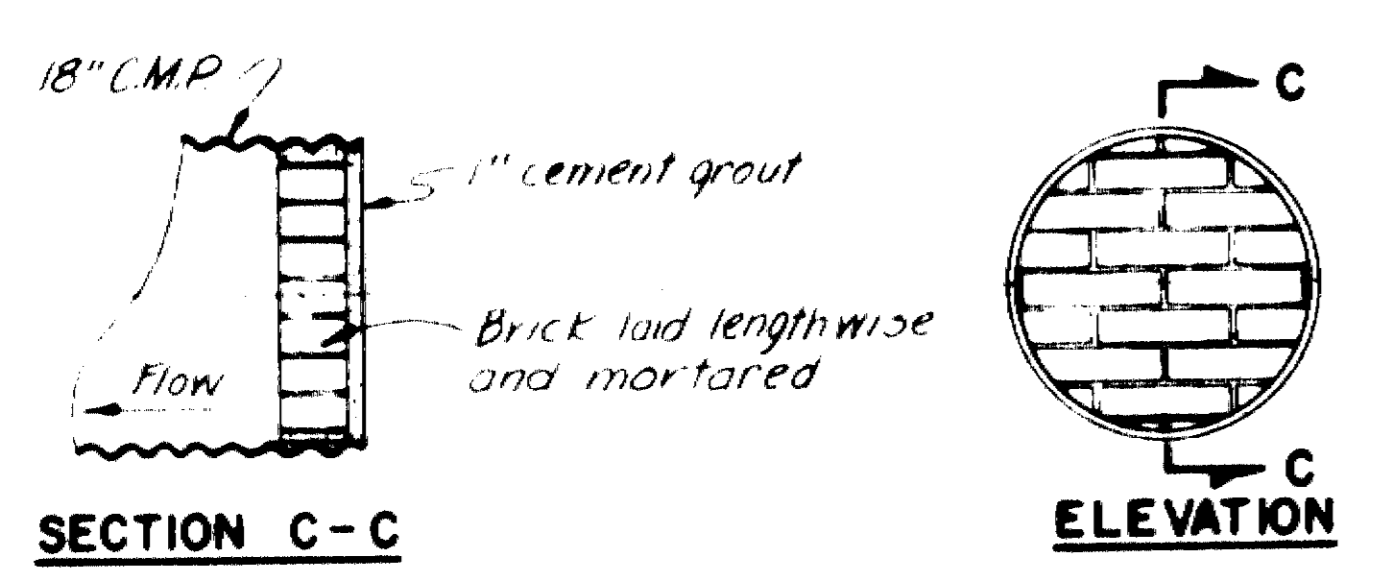 18" C.M.P.
1" cement grout
Brick laid lengthwise
and mortared
Flow
SECTION C-C
C
C
ELEVATION